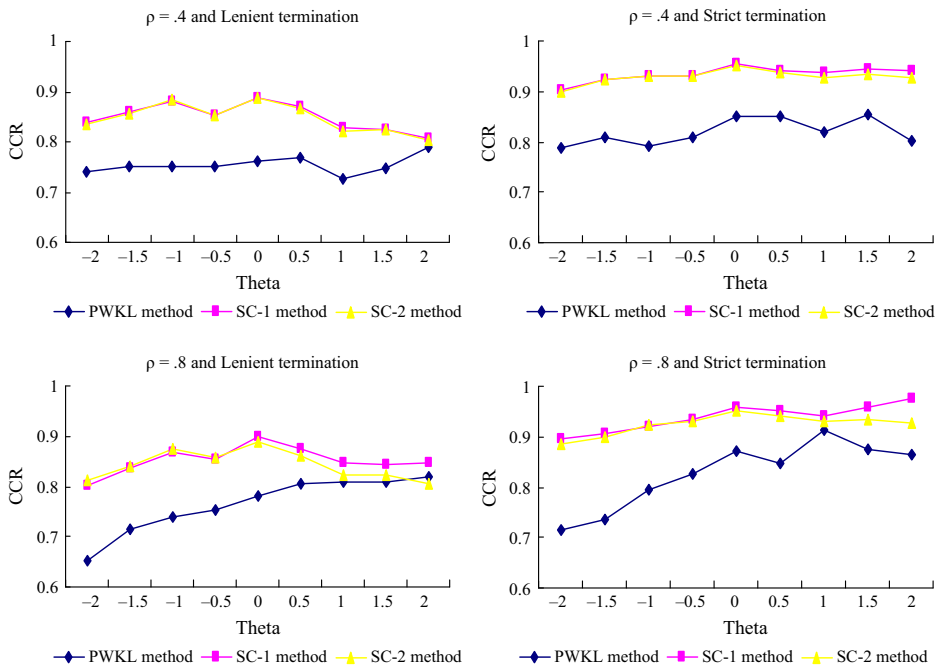 ρ = .4 and Lenient termination
1
0.9
0.8
0.7
0.6
CCR
–2 –1.5 –1 –0.5 0 0.5 1 1.5 2
Theta
PWKL method SC-1 method SC-2 method
ρ = .4 and Strict termination
1
0.9
0.8
0.7
0.6
CCR
–2 –1.5 –1 –0.5 0 0.5 1 1.5 2
Theta
PWKL method SC-1 method SC-2 method
ρ = .8 and Lenient termination
1
0.9
0.8
0.7
0.6
CCR
–2 –1.5 –1 –0.5 0 0.5 1 1.5 2
Theta
PWKL method SC-1 method SC-2 method
ρ = .8 and Strict termination
1
0.9
0.8
0.7
0.6
CCR
–2 –1.5 –1 –0.5 0 0.5 1 1.5 2
Theta
PWKL method SC-1 method SC-2 method